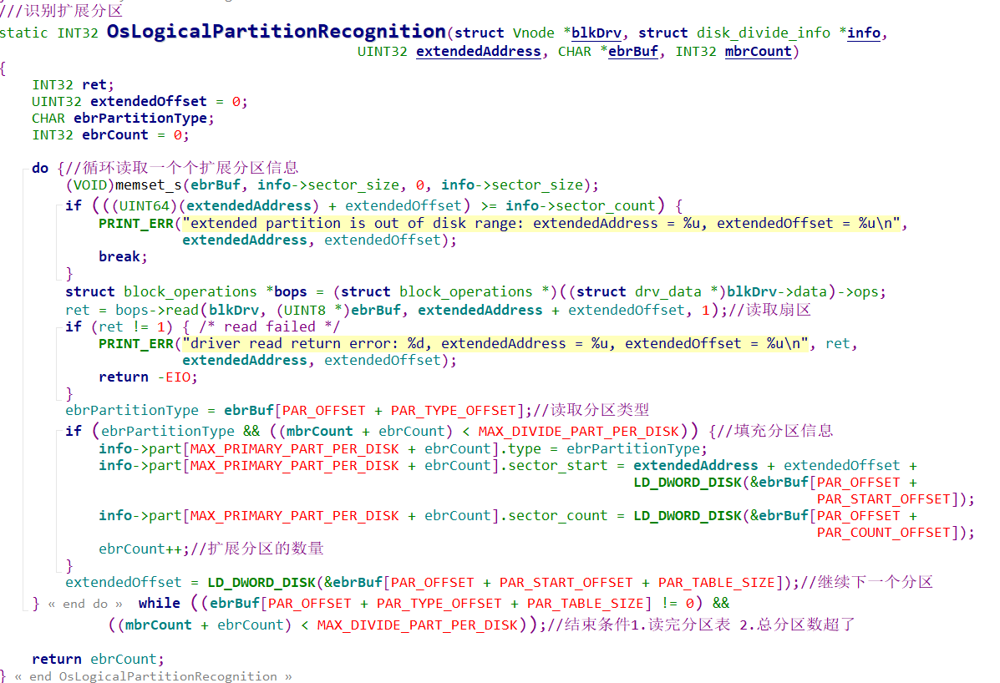 ///识别扩展分区
static INT32 OsLogicalPartitionRecognition(struct Vnode *blkDrv, struct disk_divide_info *info,
                                           UINT32 extendedAddress, CHAR *ebrBuf, INT32 mbrCount)
{
    INT32 ret;
    UINT32 extendedOffset = 0;
    CHAR ebrPartitionType;
    INT32 ebrCount = 0;

    do {//循环读取一个个扩展分区信息
        (VOID)memset_s(ebrBuf, info->sector_size, 0, info->sector_size);
        if (((UINT64)(extendedAddress) + extendedOffset) >= info->sector_count) {
            PRINT_ERR("extended partition is out of disk range: extendedAddress = %u, extendedOffset = %u\n",
                      extendedAddress, extendedOffset);
            break;
        }
        struct block_operations *bops = (struct block_operations *)((struct drv_data *)blkDrv->data)->ops;
        ret = bops->read(blkDrv, (UINT8 *)ebrBuf, extendedAddress + extendedOffset, 1);//读取扇区
        if (ret != 1) { /* read failed */
            PRINT_ERR("driver read return error: %d, extendedAddress = %u, extendedOffset = %u\n", ret,
                      extendedAddress, extendedOffset);
            return -EIO;
        }
        ebrPartitionType = ebrBuf[PAR_OFFSET + PAR_TYPE_OFFSET];//读取分区类型
        if (ebrPartitionType && ((mbrCount + ebrCount) < MAX_DIVIDE_PART_PER_DISK)) {//填充分区信息
            info->part[MAX_PRIMARY_PART_PER_DISK + ebrCount].type = ebrPartitionType;
            info->part[MAX_PRIMARY_PART_PER_DISK + ebrCount].sector_start = extendedAddress + extendedOffset +
                                                                            LD_DWORD_DISK(&ebrBuf[PAR_OFFSET +
                                                                                                  PAR_START_OFFSET]);
            info->part[MAX_PRIMARY_PART_PER_DISK + ebrCount].sector_count = LD_DWORD_DISK(&ebrBuf[PAR_OFFSET +
                                                                                                  PAR_COUNT_OFFSET]);
            ebrCount++;//扩展分区的数量
        }
        extendedOffset = LD_DWORD_DISK(&ebrBuf[PAR_OFFSET + PAR_START_OFFSET + PAR_TABLE_SIZE]);//继续下一个分区
    } « end do » while ((ebrBuf[PAR_OFFSET + PAR_TYPE_OFFSET + PAR_TABLE_SIZE] != 0) &&
             ((mbrCount + ebrCount) < MAX_DIVIDE_PART_PER_DISK));//结束条件1.读完分区表 2.总分区数超了

    return ebrCount;
} « end OsLogicalPartitionRecognition »